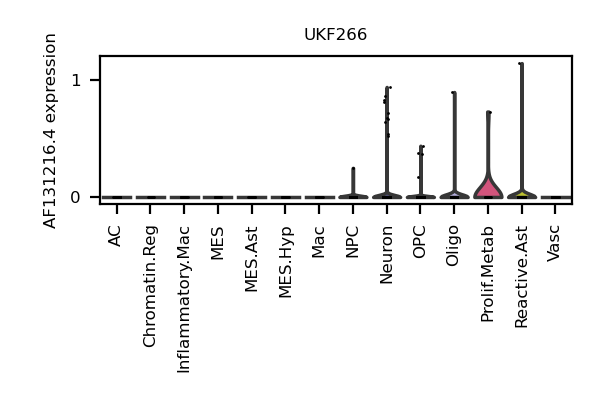 UKF266
AF131216.4 expression
1
0
AC
Chromatin.Reg
Inflammatory.Mac
MES
MES.Ast
MES.Hyp
Mac
NPC
Neuron
OPC
Oligo
Prolif.Metab
Reactive.Ast
Vasc